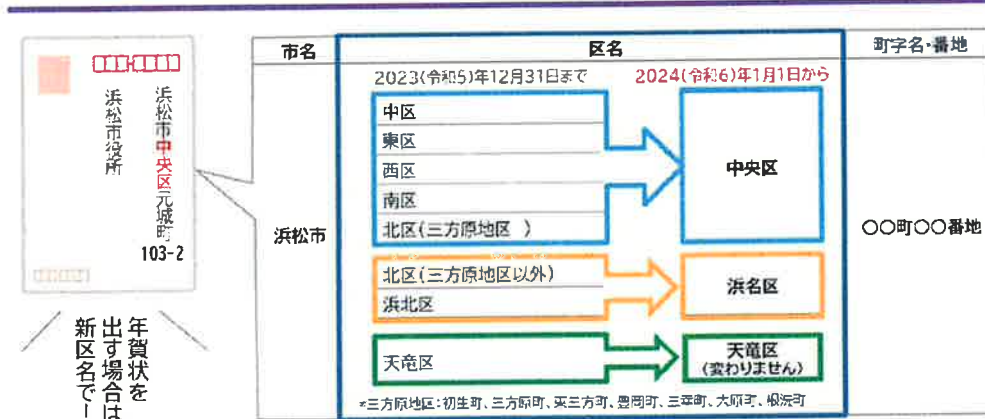 市名
区名
町字名・番地
2023(令和5)年12月31日まで
2024(令和6)年1月1日から
浜松市
中区
東区
西区
南区
北区(三方原地区 )
中央区
北区(三方原地区以外)
浜北区
浜名区
天竜区
天竜区
(変わりません)
〇〇町〇〇番地
*三方原地区:初生町、三方原町、東三方町、豊岡町、三幸町、大原町、根洗町
浜松市中央区元城町
103-2
浜松市役所
年賀状を
出す場合は
新区名でー